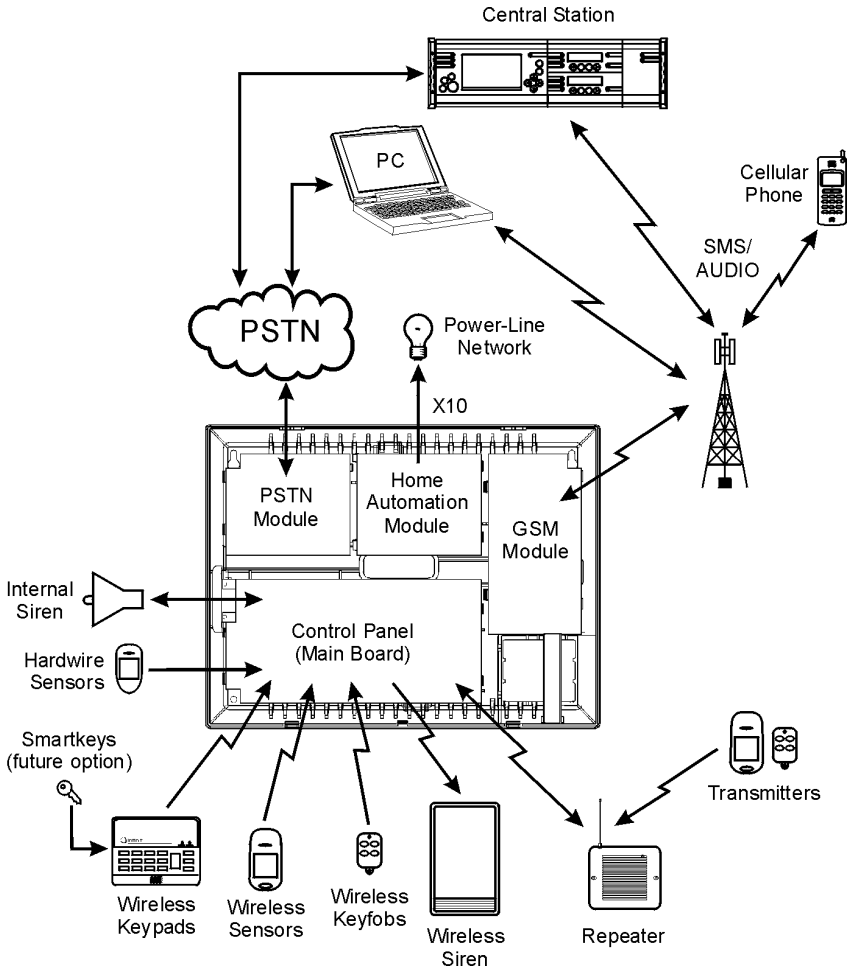 Central Station
PC
Cellular
Phone
SMS/
AUDIO
PSTN
Power-Line
Network
X10
PSTN
Module
Home
Automation
Module
GSM
Module
Internal
Siren
Control Panel
(Main Board)
Hardwire
Sensors
Smartkeys
(future option)
Transmitters
Wireless
Keypads
Wireless
Sensors
Wireless
Keyfobs
Wireless
Siren
Repeater